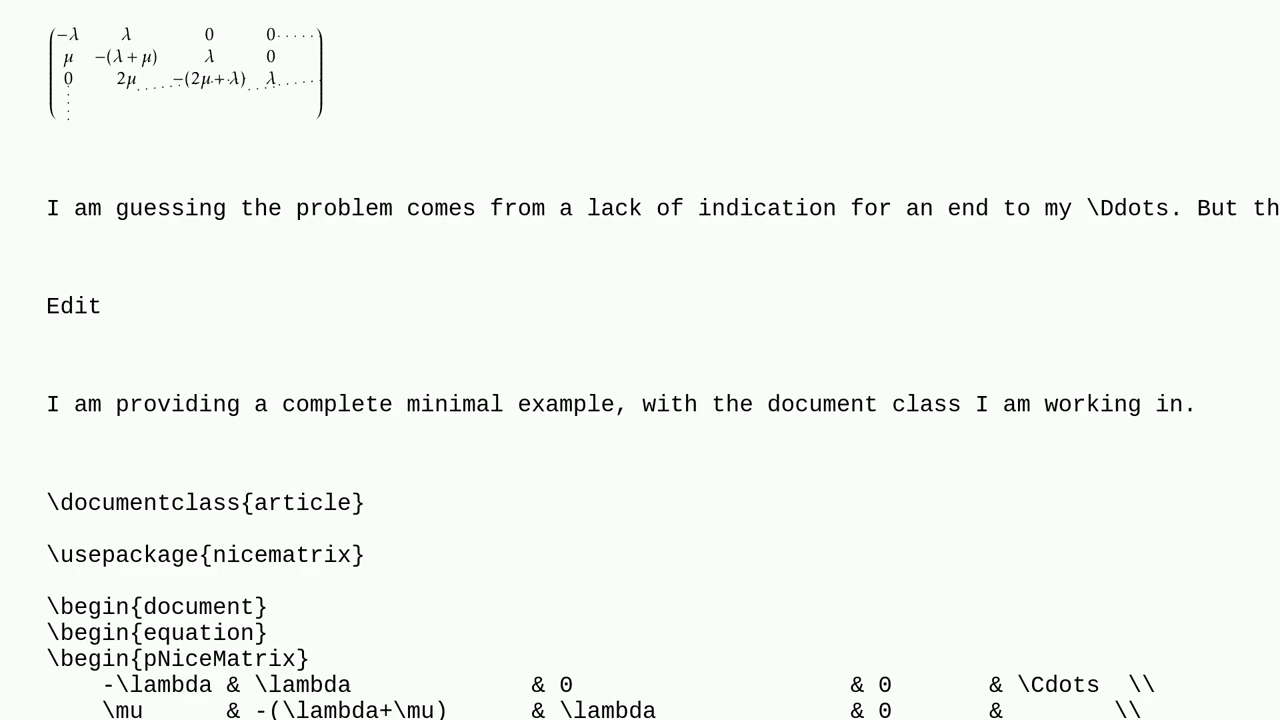 −λ λ 0 0 ·····
μ −(λ + μ) λ 0
0 2μ ...... −(2μ + λ) .... λ ·····
⋮
I am guessing the problem comes from a lack of indication for an end to my \Ddots. But th
Edit
I am providing a complete minimal example, with the document class I am working in.
\documentclass{article}
\usepackage{nicematrix}
\begin{document}
\begin{equation}
\begin{pNiceMatrix}
    -\lambda & \lambda             & 0                    & 0       & \Cdots  \\
    \mu      & -(\lambda+\mu)      & \lambda              & 0       &        \\